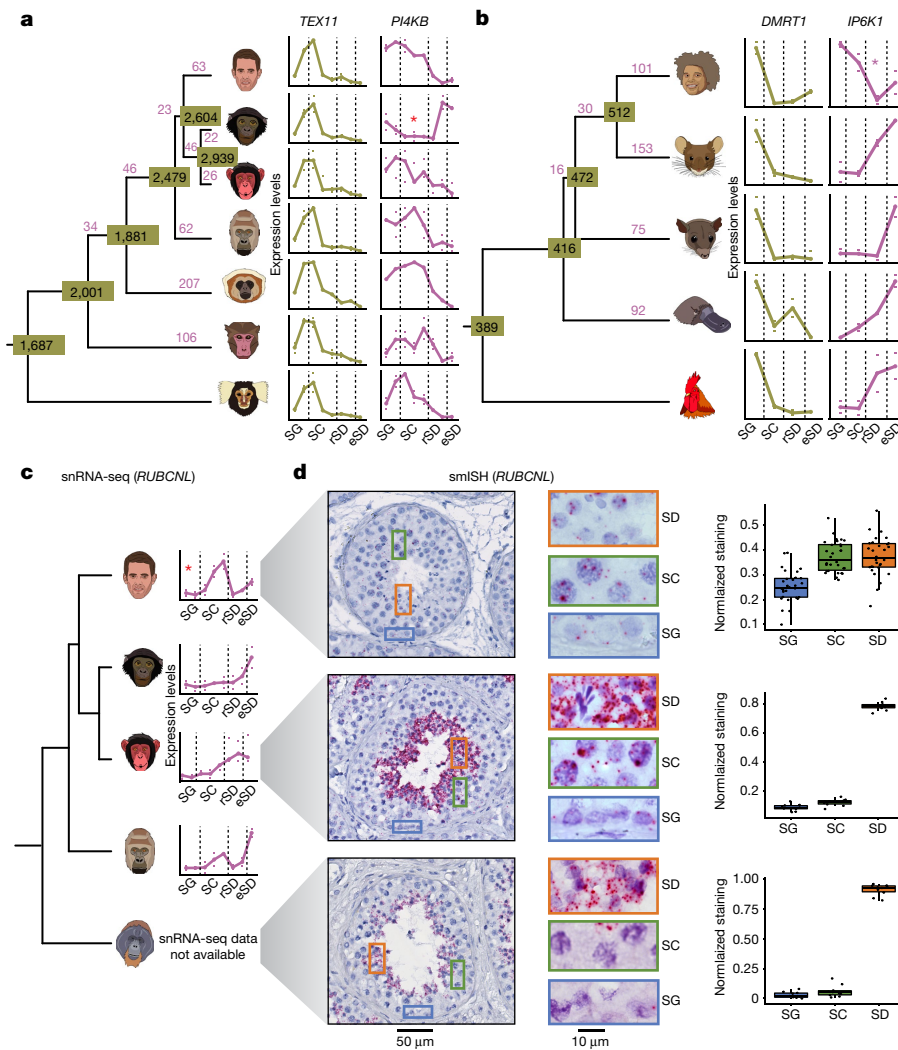 a
TEX11
PI4KB
63
23
2,604
22
46
2,939
26
46
2,479
34
62
1,881
207
2,001
106
1,687
Expression levels
*
SG
SC
rSD
eSD
SG
SC
rSD
eSD
b
DMRT1
IP6K1
101
*
30
512
153
16
472
75
416
92
389
Expression levels
SG
SC
rSD
eSD
SG
SC
rSD
eSD
c
snRNA-seq (RUBCNL)
*
SG
SC
rSD
eSD
SG
SC
rSD
eSD
Expression levels
SG
SC
rSD
eSD
SG
SC
rSD
eSD
snRNA-seq data
not available
d
smISH (RUBCNL)
SD
SC
SG
Normlaized staining
0.5
0.4
0.3
0.2
0.1
SG
SC
SD
SD
SC
SG
Normlaized staining
0.8
0.6
0.4
0.2
SG
SC
SD
SD
SC
SG
Normlaized staining
1.00
0.75
0.50
0.25
0
SG
SC
SD
50 μm
10 μm